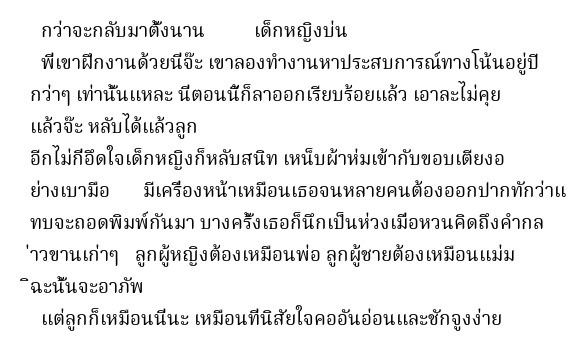 กว่าจะกลับมาตั้งนาน เด็กหญิงบ่น
พี่เขาฝึกงานด้วยนี่จ๊ะ เขาลองทำงานหาประสบการณ์ทางโน้นอยู่ปี
กว่าๆ เท่านั้นแหละ นี่ตอนนี้ก็ลาออกเรียบร้อยแล้ว เอาละไม่คุย
แล้วจ๊ะ หลับได้แล้วลูก
อีกไม่กี่อึดใจเด็กหญิงก็หลับสนิท เหน็บผ้าห่มเข้ากับขอบเตียงอ
ย่างเบามือ มีเครื่องหน้าเหมือนเธอจนหลายคนต้องออกปากทักว่าแ
ทบจะถอดพิมพ์กันมา บางครั้งเธอก็นึกเป็นห่วงเมื่อหวนคิดถึงคำกล
่าวขานเก่าๆ ลูกผู้หญิงต้องเหมือนพ่อ ลูกผู้ชายต้องเหมือนแม่ม
ิฉะนั้นจะอาภัพ
แต่ลูกก็เหมือนนี่นะ เหมือนที่นิสัยใจคออันอ่อนและชักจูงง่าย